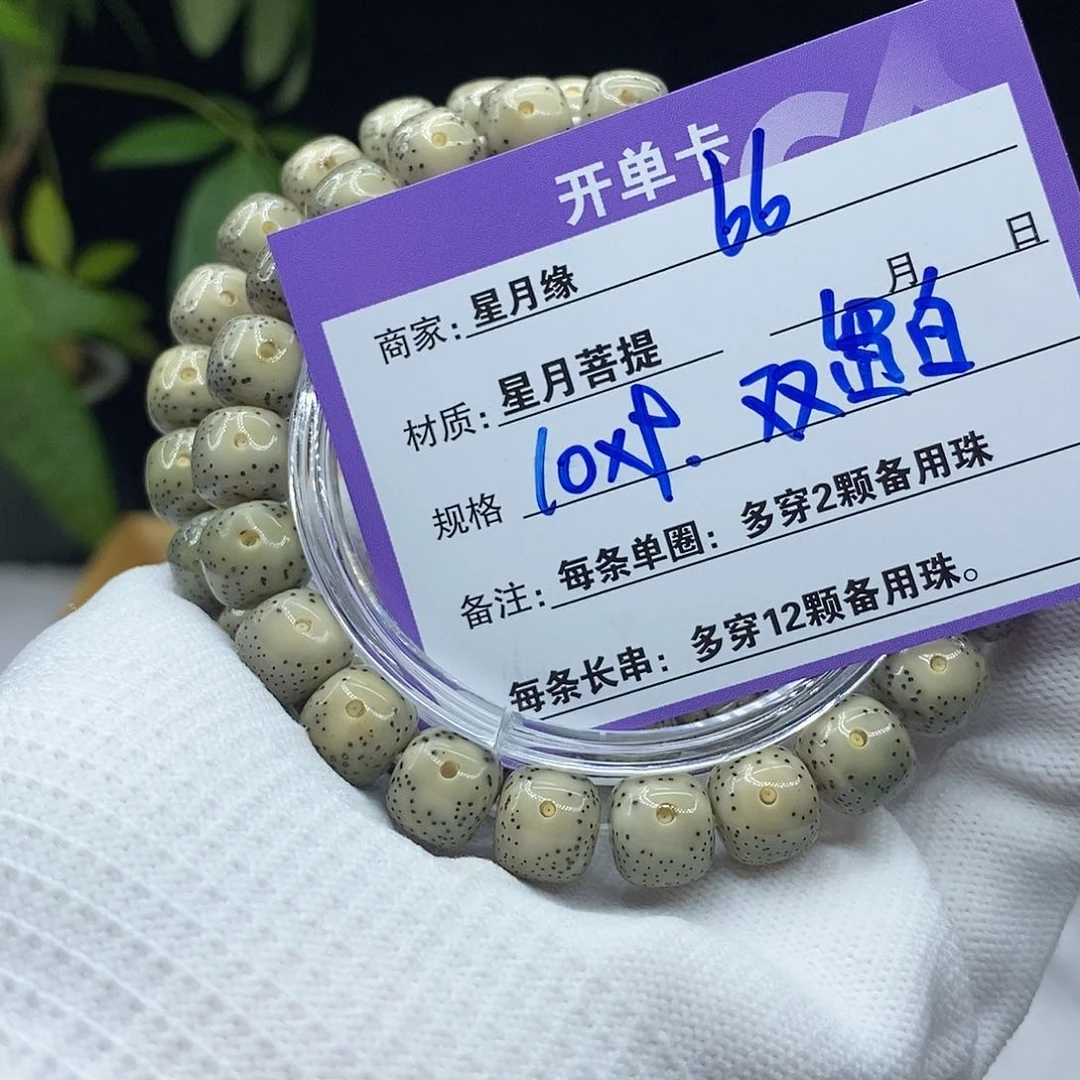 开单卡
66
商家:星月缘
月 日
材质:星月菩提
规格 10x9. 双圈白
备注:每条单圈:多穿2颗备用珠
每条长串:多穿12颗备用珠。